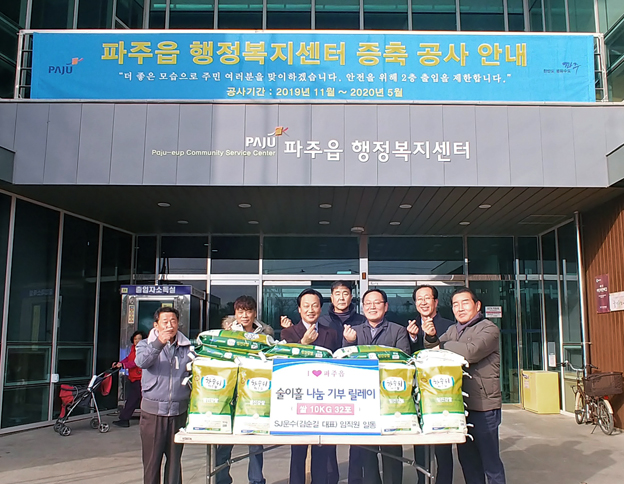 파주읍 행정복지센터 증축 공사 안내
"더 좋은 모습으로 주민 여러분을 맞이하겠습니다. 안전을 위해 2층 출입을 제한합니다."
공사기간 : 2019년 11월 ~ 2020년 5월
PAJU
PAJU
Paju-eup Community Service Center
파주읍 행정복지센터
I ♥ 파주읍
술이홀 나눔 기부 릴레이
쌀 10KG 32포
SJ운수(김순길 대표) 임직원 일동